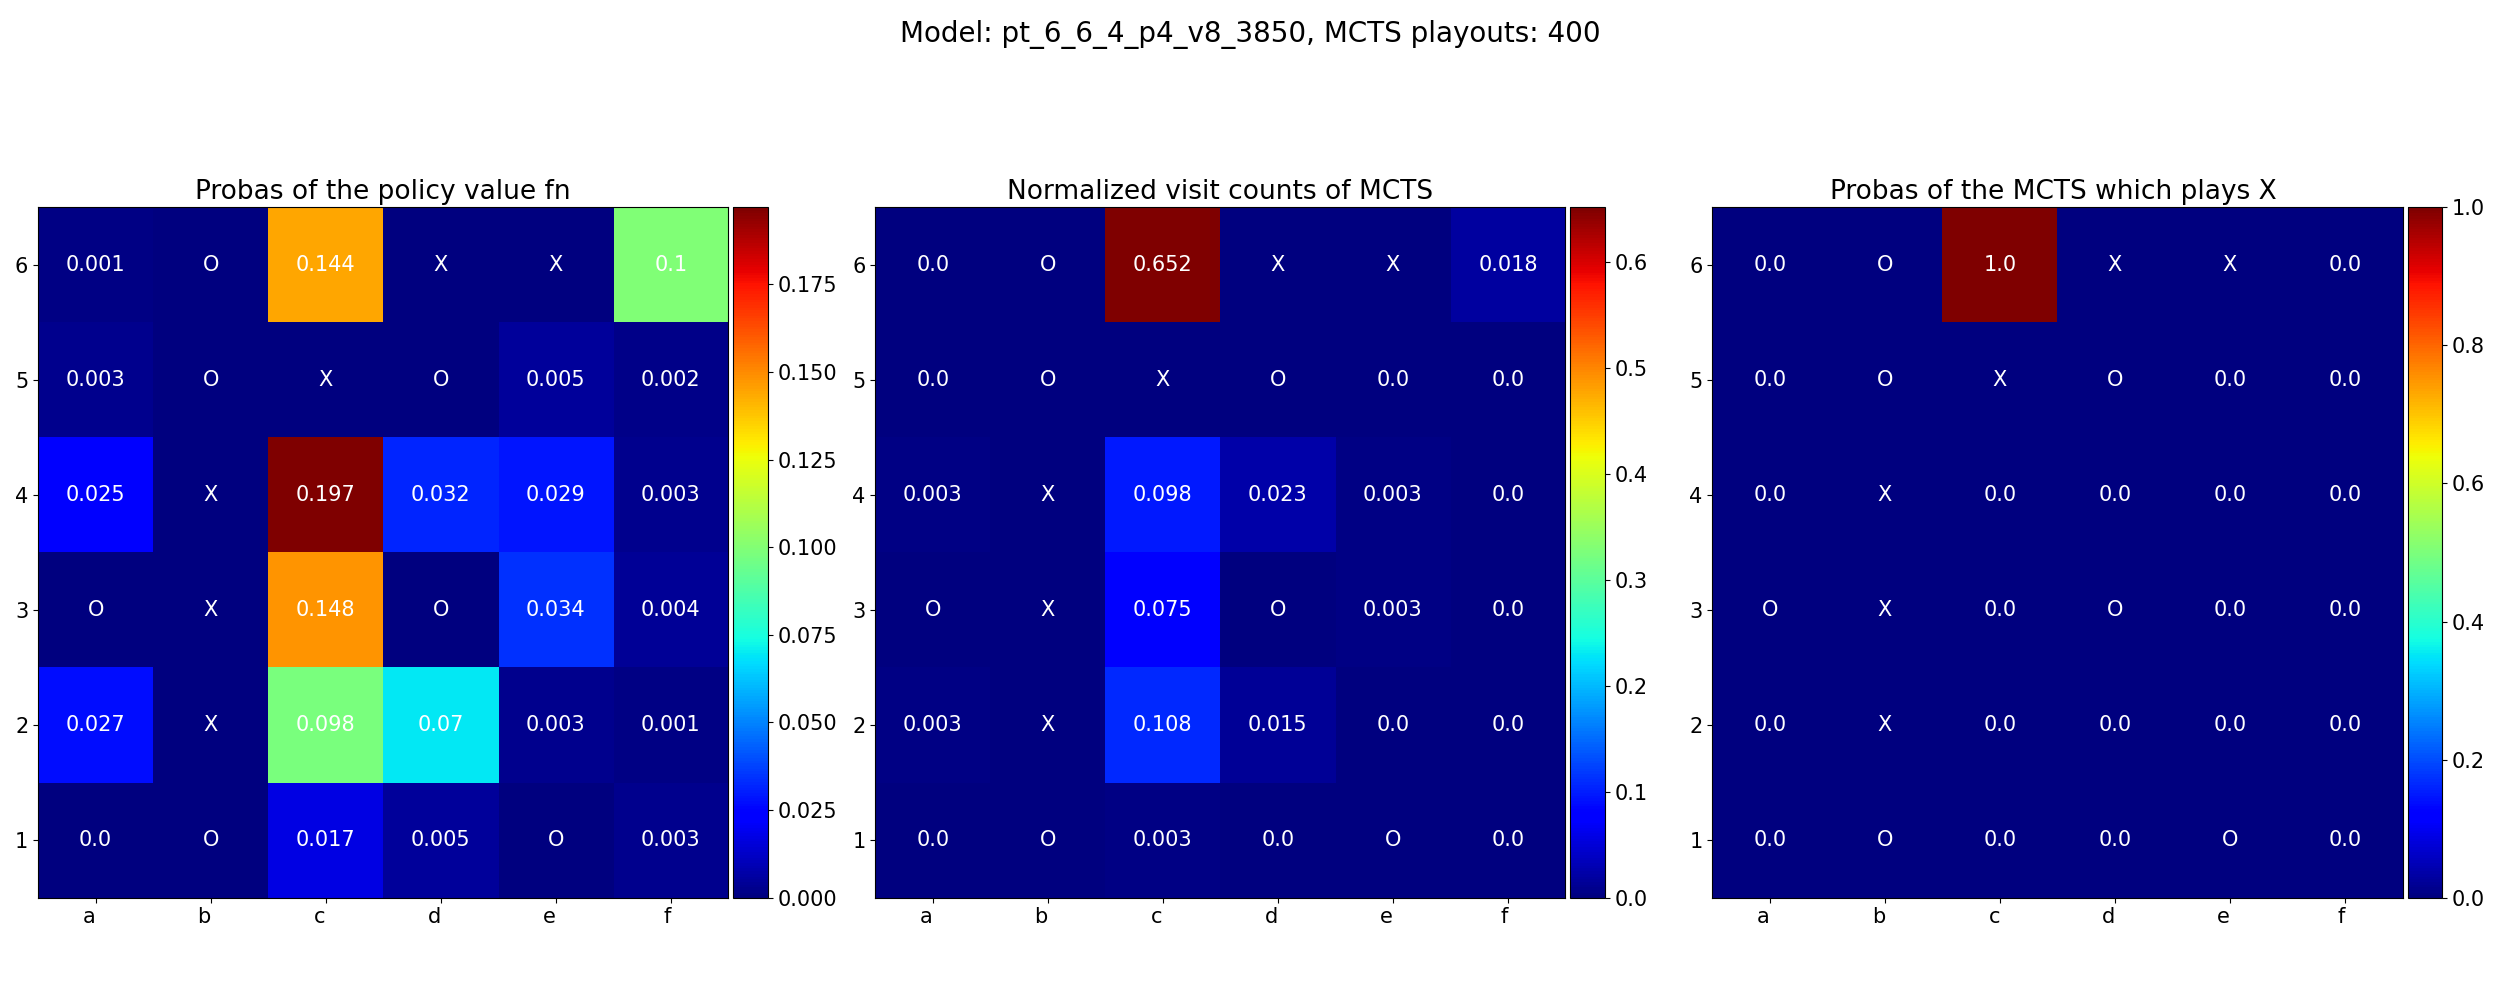 Model: pt_6_6_4_p4_v8_3850, MCTS playouts: 400
Probas of the policy value fn
6 0.001 O 0.144 X X 0.1
5 0.003 O X O 0.005 0.002
4 0.025 X 0.197 0.032 0.029 0.003
3 O X 0.148 O 0.034 0.004
2 0.027 X 0.098 0.07 0.003 0.001
1 0.0 O 0.017 0.005 O 0.003
a b c d e f
0.175
0.150
0.125
0.100
0.075
0.050
0.025
0.000
Normalized visit counts of MCTS
6 0.0 O 0.652 X X 0.018
5 0.0 O X O 0.0 0.0
4 0.003 X 0.098 0.023 0.003 0.0
3 O X 0.075 O 0.003 0.0
2 0.003 X 0.108 0.015 0.0 0.0
1 0.0 O 0.003 0.0 O 0.0
a b c d e f
0.6
0.5
0.4
0.3
0.2
0.1
0.0
Probas of the MCTS which plays X
6 0.0 O 1.0 X X 0.0
5 0.0 O X O 0.0 0.0
4 0.0 X 0.0 0.0 0.0 0.0
3 O X 0.0 O 0.0 0.0
2 0.0 X 0.0 0.0 0.0 0.0
1 0.0 O 0.0 0.0 O 0.0
a b c d e f
1.0
0.8
0.6
0.4
0.2
0.0